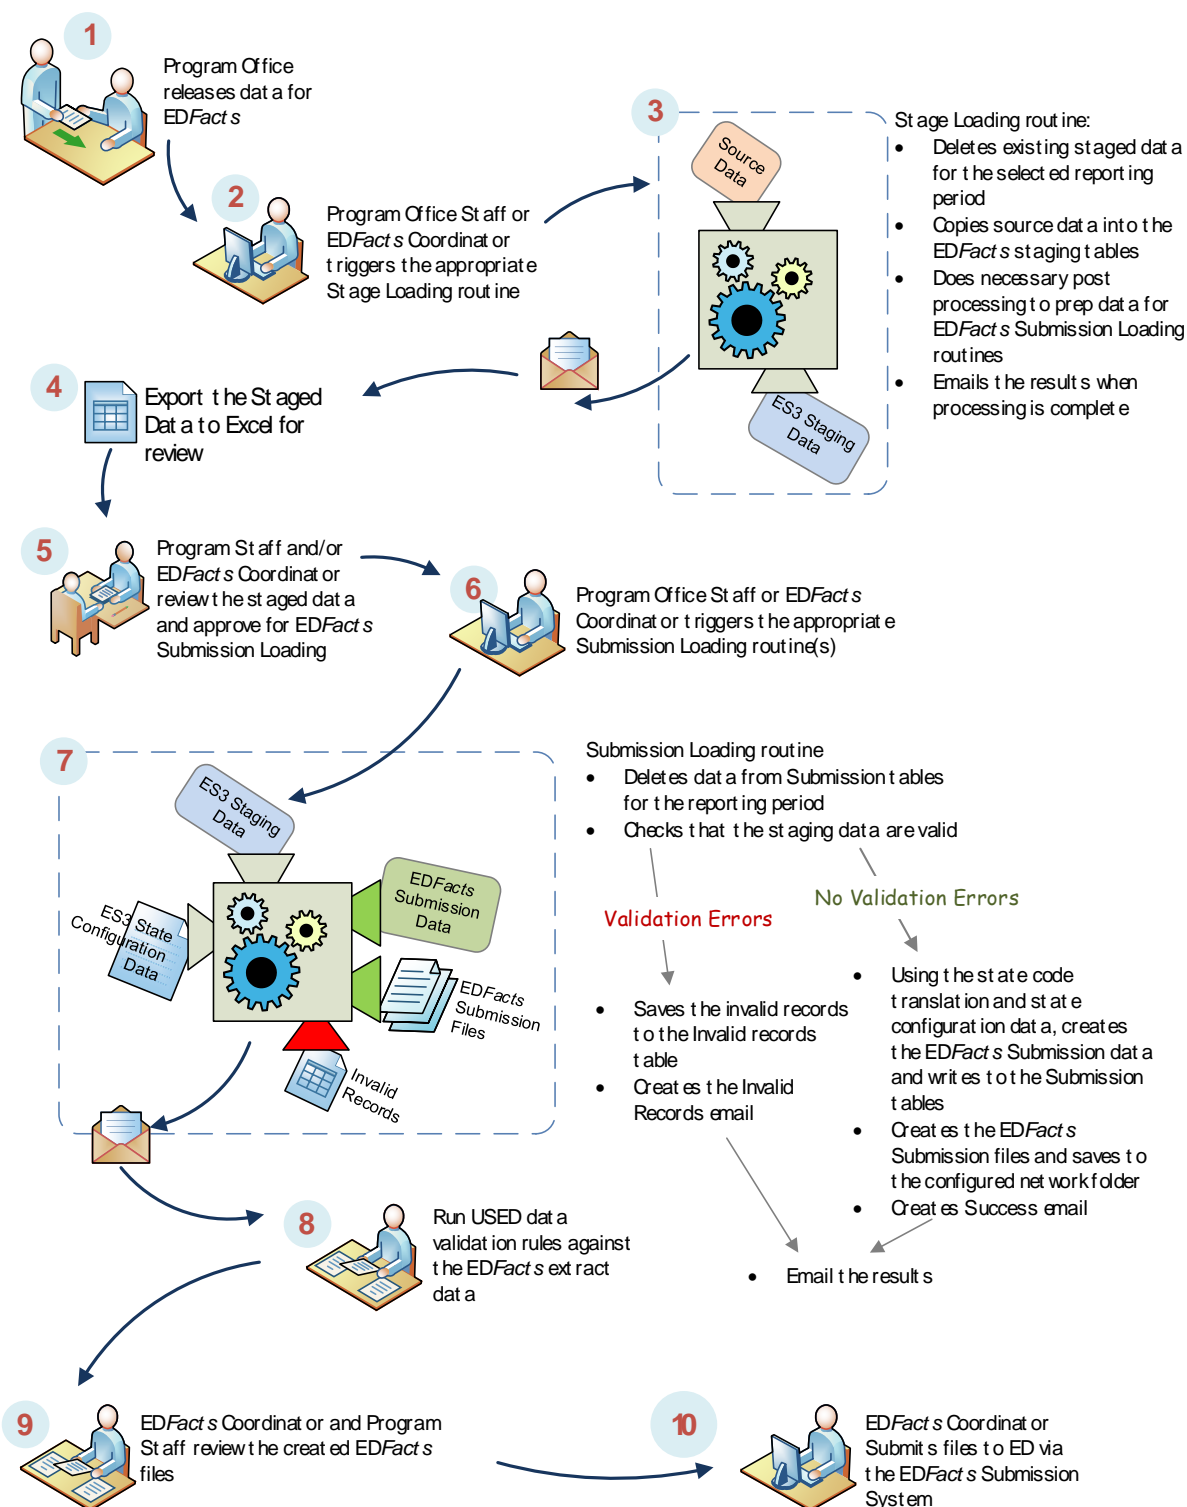 1
Program Office
releases data for
EDFacts
2
Program Office Staff or
EDFacts Coordinator
triggers the appropriate
Stage Loading routine
3
Source
Data
ES3 Staging
Data
Stage Loading routine:
• Deletes existing staged data
for the selected reporting
period
• Copies source data into the
EDFacts staging tables
• Does necessary post
processing to prep data for
EDFacts Submission Loading
routines
• Emails the results when
processing is complete
4
Export the Staged
Data to Excel for
review
5
Program Staff and/or
EDFacts Coordinator
review the staged data
and approve for EDFacts
Submission Loading
6
Program Office Staff or EDFacts
Coordinator triggers the appropriate
Submission Loading routine(s)
7
ES3 Staging
Data
ES3 State
Configuration
Data
EDFacts
Submission
Data
EDFacts
Submission
Files
Invalid
Records
Submission Loading routine
• Deletes data from Submission tables
for the reporting period
• Checks that the staging data are valid
Validation Errors
• Saves the invalid records
to the Invalid records
table
• Creates the Invalid
Records email
No Validation Errors
• Using the state code
translation and state
configuration data, creates
the EDFacts Submission data
and writes to the Submission
tables
• Creates the EDFacts
Submission files and saves to
the configured network folder
• Creates Success email
• Email the results
8
Run USED data
validation rules against
the EDFacts extract
data
9
EDFacts Coordinator and Program
Staff review the created EDFacts
files
10
EDFacts Coordinator
Submits files to ED via
the EDFacts Submission
System